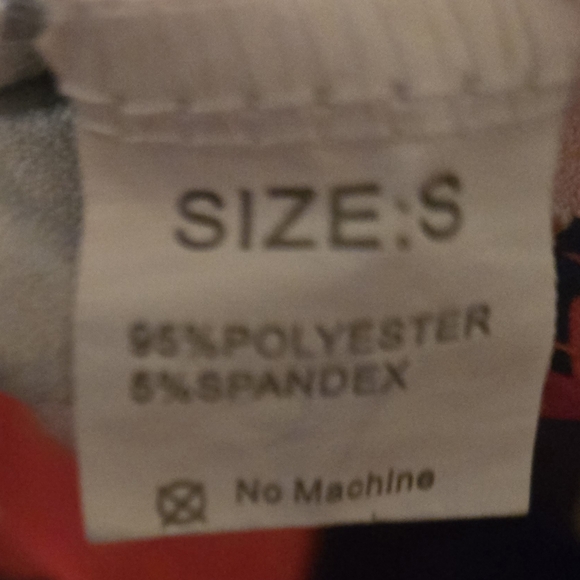 SIZE:S
95%POLYESTER
5%SPANDEX
No Machine